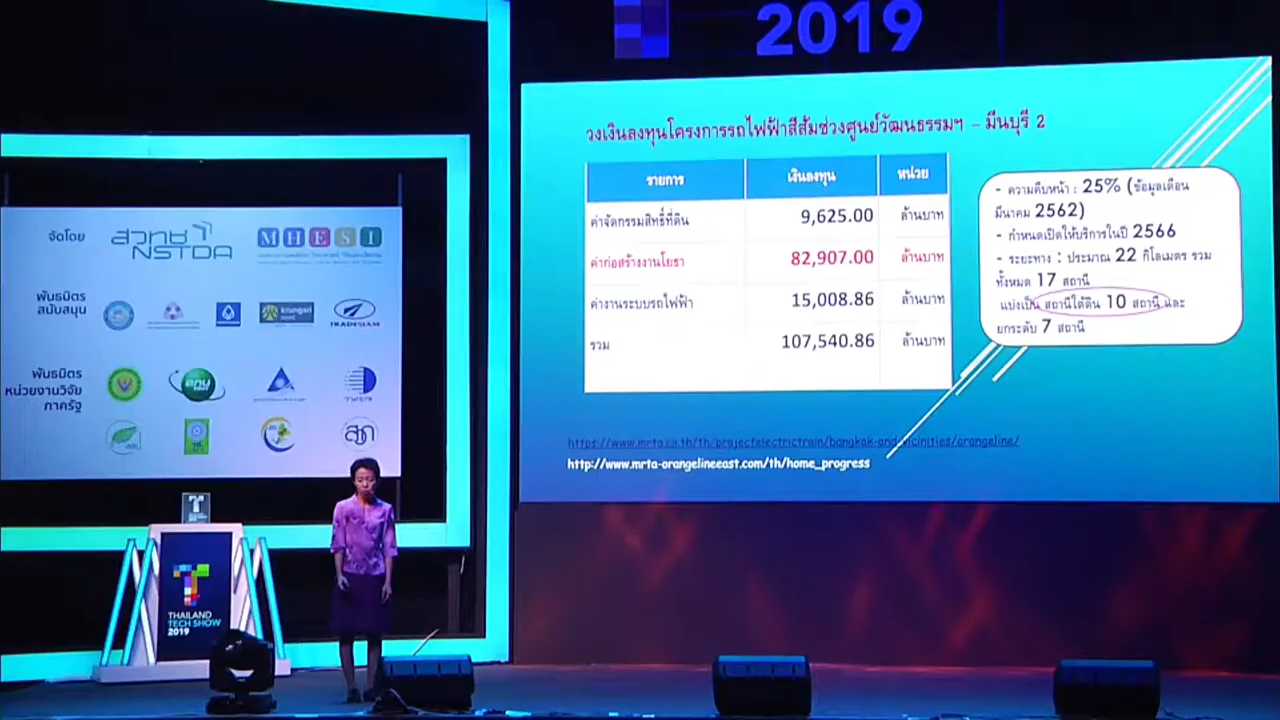 2019
วงเงินลงทุนโครงการรถไฟฟ้าสีส้มช่วงศูนย์วัฒนธรรมฯ – มีนบุรี 2
รายการ เงินลงทุน หน่วย
ค่าจัดกรรมสิทธิ์ที่ดิน 9,625.00 ล้านบาท
ค่าก่อสร้างงานโยธา 82,907.00 ล้านบาท
ค่างานระบบรถไฟฟ้า 15,008.86 ล้านบาท
รวม 107,540.86 ล้านบาท
- ความคืบหน้า : 25% (ข้อมูลเดือน
มีนาคม 2562)
- กำหนดเปิดให้บริการในปี 2566
- ระยะทาง : ประมาณ 22 กิโลเมตร รวม
ทั้งหมด 17 สถานี
แบ่งเป็น สถานีใต้ดิน 10 สถานี และ
ยกระดับ 7 สถานี
https://www.mrta.co.th/th/projectelectrictrain/bangkok-and-vicinities/orangeline/
http://www.mrta-orangelineeast.com/th/home_progress
จัดโดย
สวทช
NSTDA
MHESI
พันธมิตร
สนับสนุน
krungsri
TRADESIAM
พันธมิตร
หน่วยงานวิจัย
ภาครัฐ
THAILAND
TECH SHOW
2019